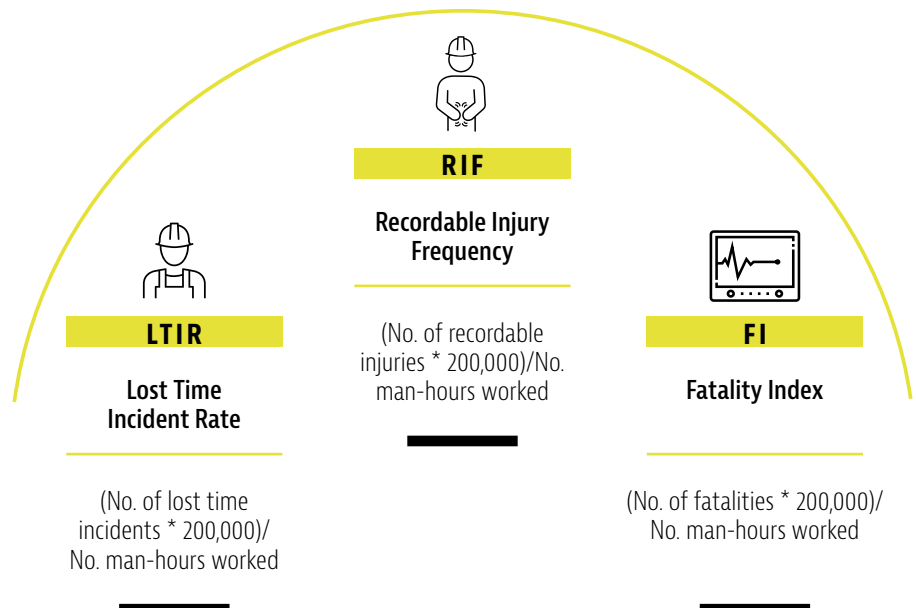 LTIR
Lost Time
Incident Rate
(No. of lost time
incidents * 200,000)/
No. man-hours worked
RIF
Recordable Injury
Frequency
(No. of recordable
injuries * 200,000)/No.
man-hours worked
FI
Fatality Index
(No. of fatalities * 200,000)/
No. man-hours worked